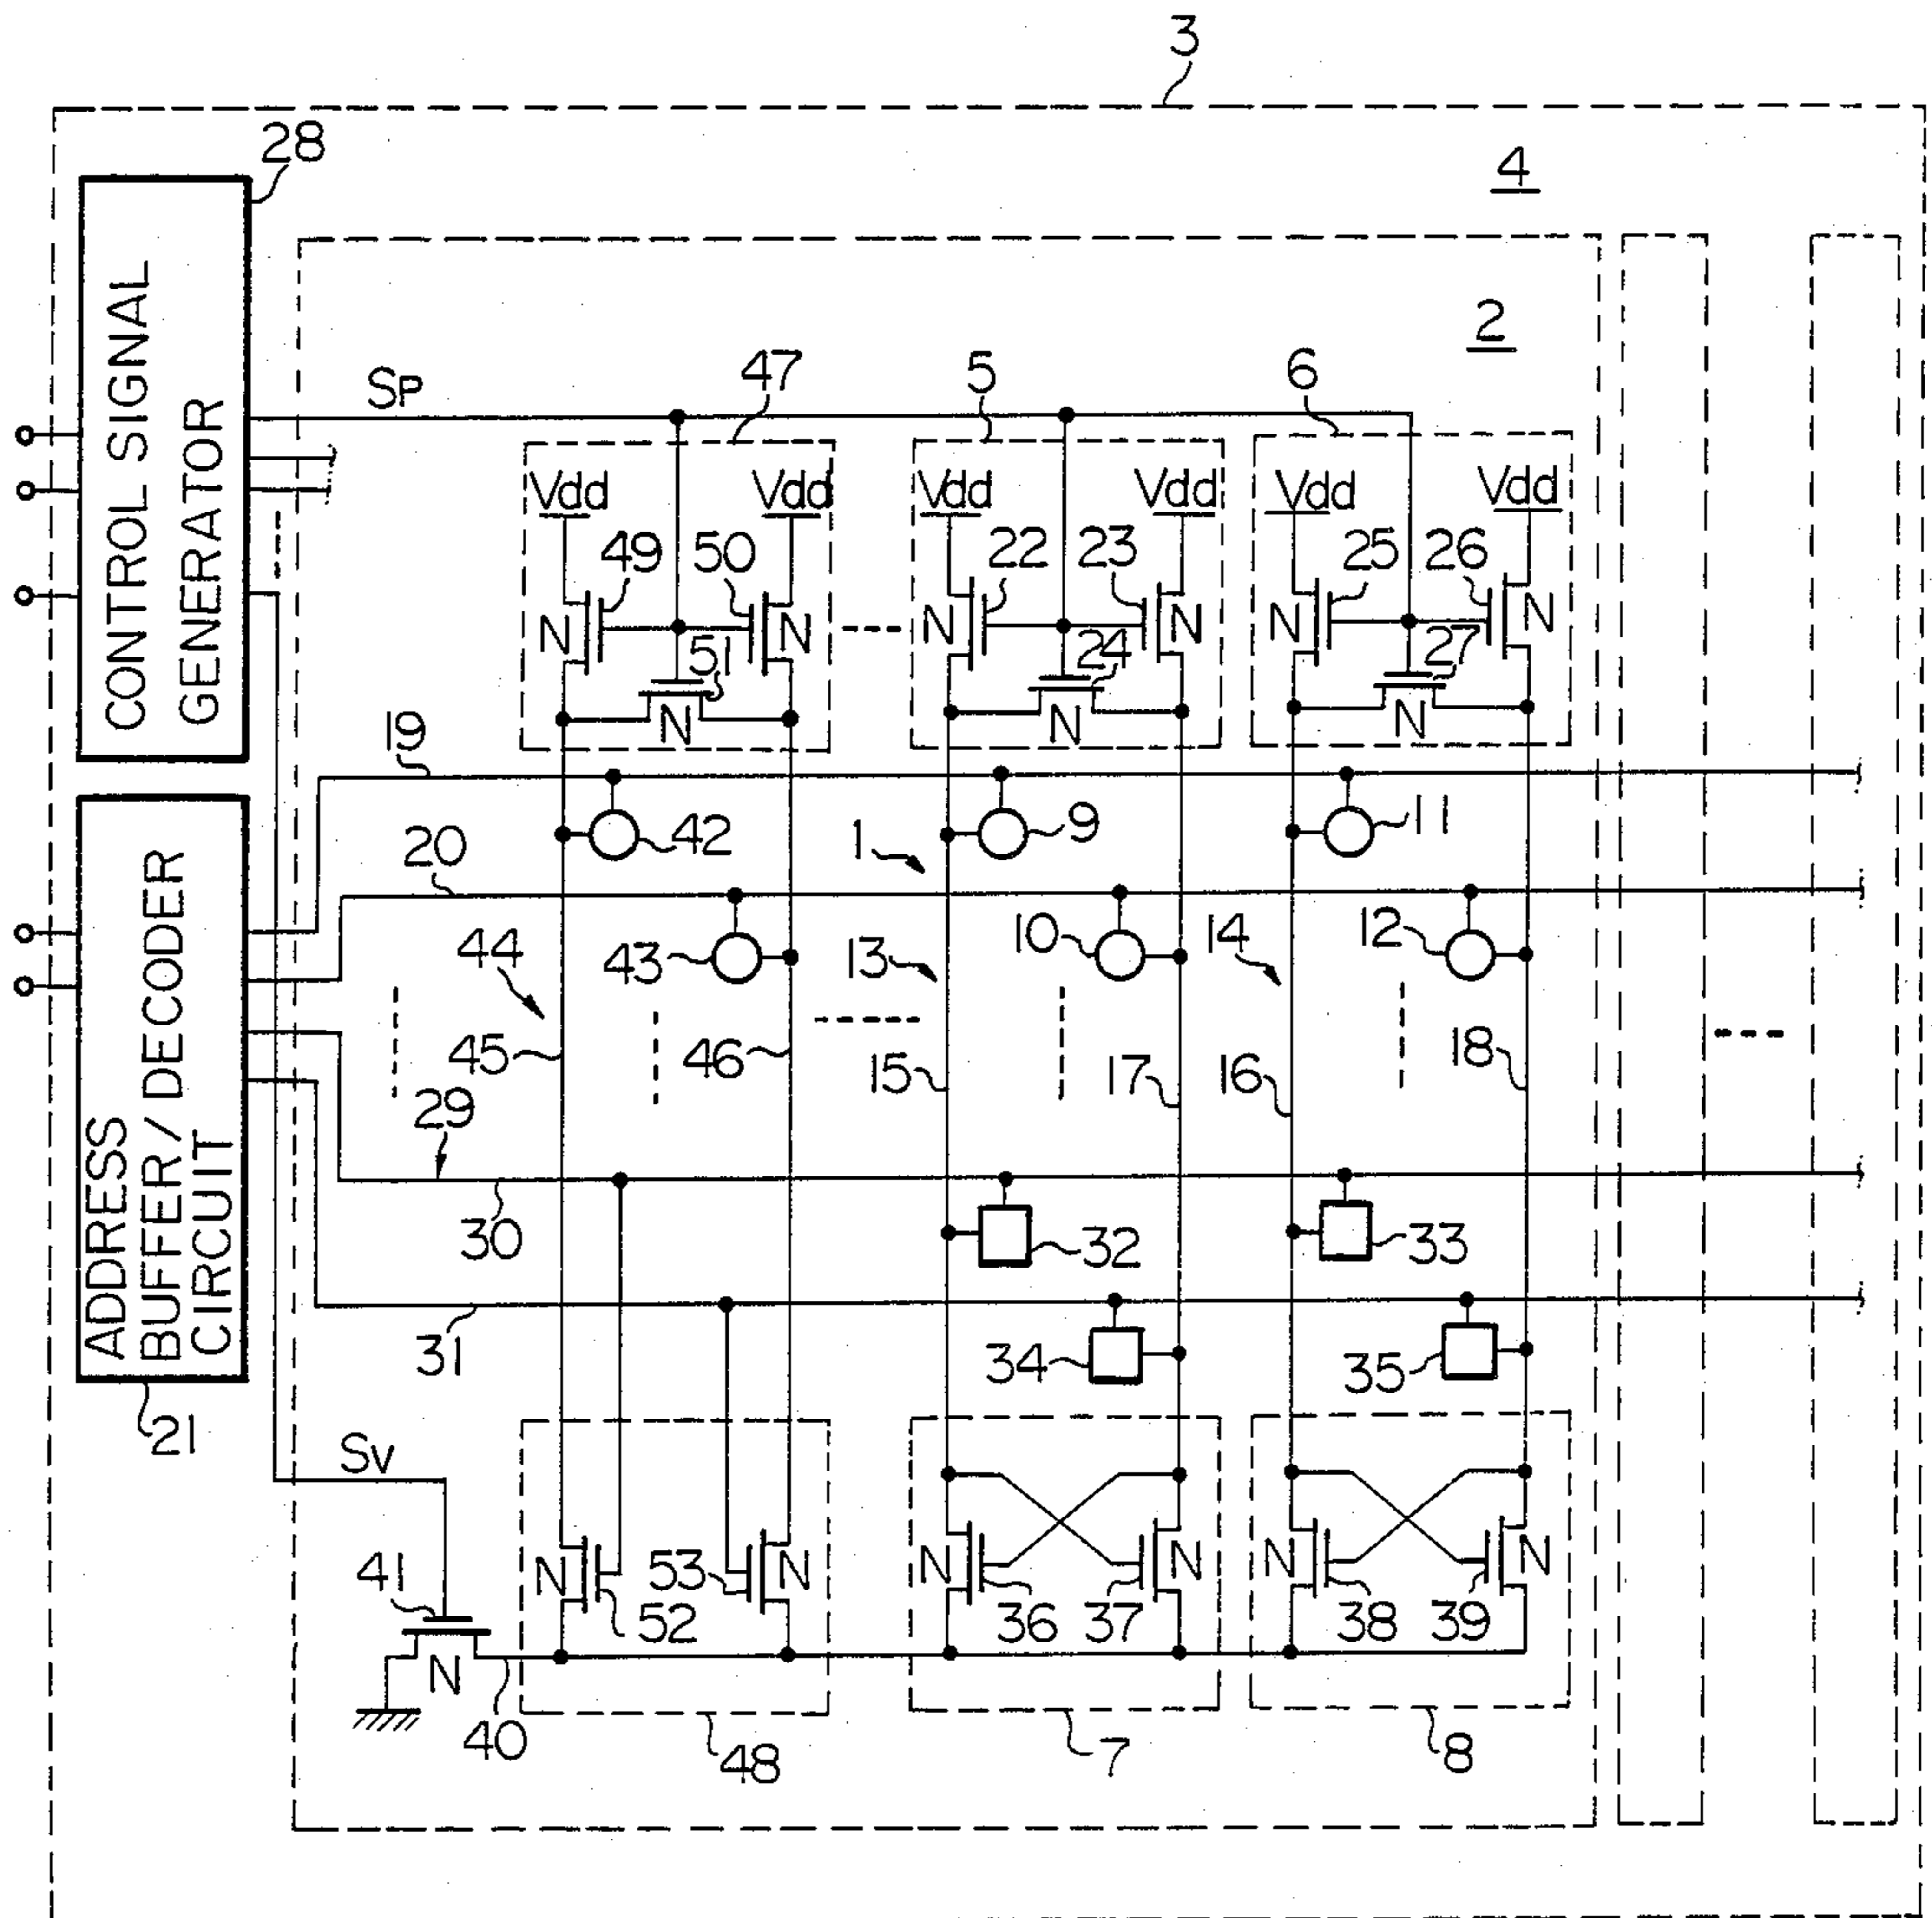 3
28
4
CONTROL SIGNAL
GENERATOR
2
SP
47
5
6
Vdd
Vdd
Vdd
Vdd
Vdd
Vdd
49
50
22
23
25
26
N
N
N
N
N
N
51
24
27
N
N
N
19
42
1
9
11
20
44
43
13
10
14
12
45
46
15
17
16
18
ADDRESS
BUFFER/DECODER
CIRCUIT
29
30
32
33
31
34
35
21
SV
41
N
53
N
N
N
N
N
52
36
37
38
39
N
40
48
7
8